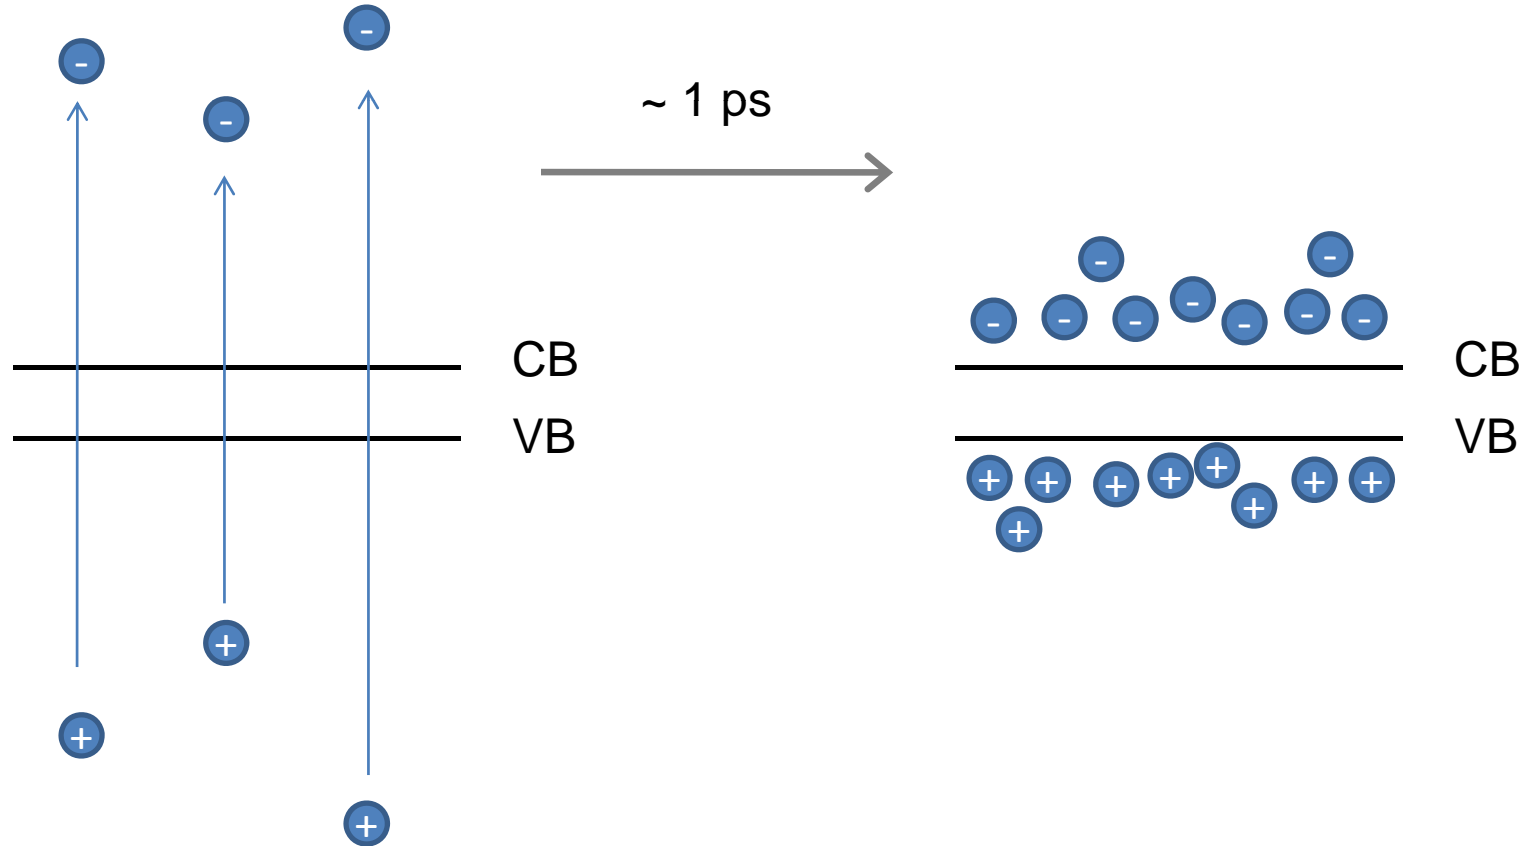 -
-
-
~ 1 ps
CB
VB
+
+
+
- -
- - - - - - -
CB
VB
+ + + + + + + +
+